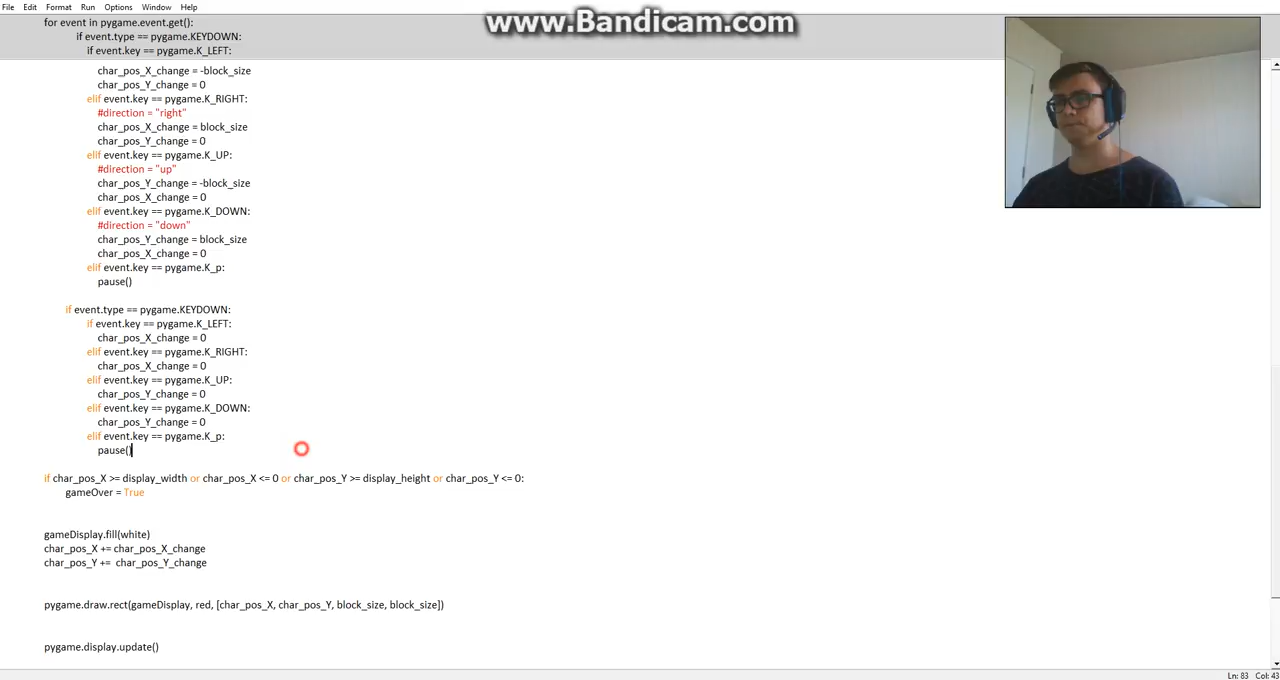 File Edit Format Run Options Window Help
www.Bandicam.com
for event in pygame.event.get():
if event.type == pygame.KEYDOWN:
if event.key == pygame.K_LEFT:
char_pos_X_change = -block_size
char_pos_Y_change = 0
elif event.key == pygame.K_RIGHT:
#direction = "right"
char_pos_X_change = block_size
char_pos_Y_change = 0
elif event.key == pygame.K_UP:
#direction = "up"
char_pos_Y_change = -block_size
char_pos_X_change = 0
elif event.key == pygame.K_DOWN:
#direction = "down"
char_pos_Y_change = block_size
char_pos_X_change = 0
elif event.key == pygame.K_p:
pause()
if event.type == pygame.KEYDOWN:
if event.key == pygame.K_LEFT:
char_pos_X_change = 0
elif event.key == pygame.K_RIGHT:
char_pos_X_change = 0
elif event.key == pygame.K_UP:
char_pos_Y_change = 0
elif event.key == pygame.K_DOWN:
char_pos_Y_change = 0
elif event.key == pygame.K_p:
pause()
if char_pos_X >= display_width or char_pos_X <= 0 or char_pos_Y >= display_height or char_pos_Y <= 0:
gameOver = True
gameDisplay.fill(white)
char_pos_X += char_pos_X_change
char_pos_Y += char_pos_Y_change
pygame.draw.rect(gameDisplay, red, [char_pos_X, char_pos_Y, block_size, block_size])
pygame.display.update()
Ln: 83 Col: 43